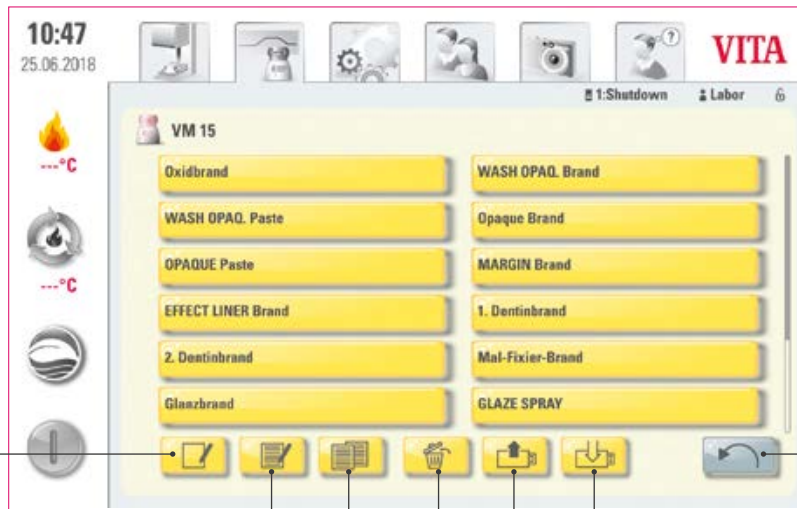 10:47
25.06.2018
?
VITA
1:Shutdown Labor
---°C
---°C
VM 15
Oxidbrand WASH OPAQ. Brand
WASH OPAQ. Paste Opaque Brand
OPAQUE Paste MARGIN Brand
EFFECT LINER Brand 1. Dentinbrand
2. Dentinbrand Mal-Fixier-Brand
Glanzbrand GLAZE SPRAY